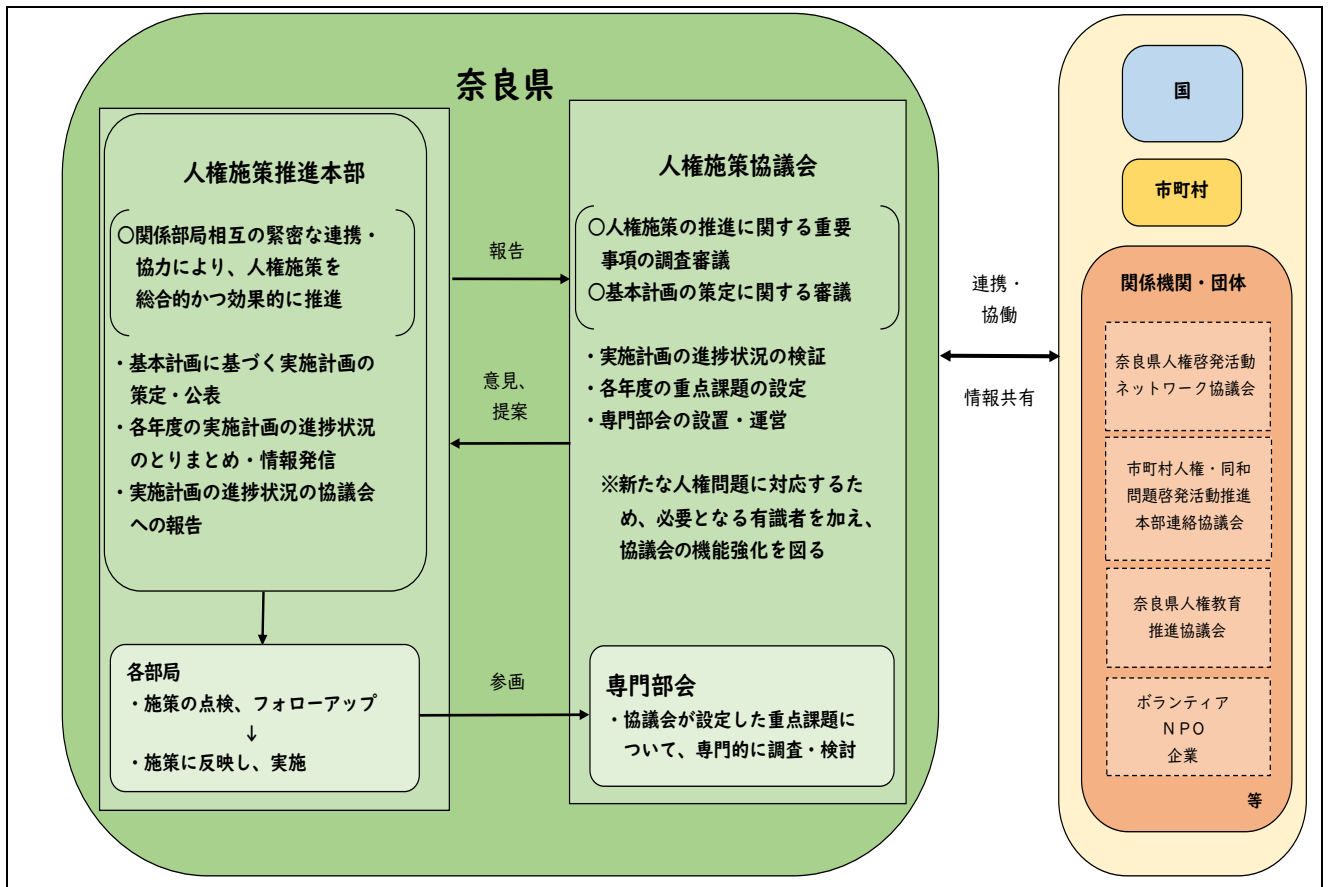 奈良県
人権施策推進本部
○関係部局相互の緊密な連携・
協力により、人権施策を
総合的かつ効果的に推進
・基本計画に基づく実施計画の
策定・公表
・各年度の実施計画の進捗状況
のとりまとめ・情報発信
・実施計画の進捗状況の協議会
への報告
各部局
・施策の点検、フォローアップ
↓
・施策に反映し、実施
報告
意見、
提案
参画
人権施策協議会
○人権施策の推進に関する重要
事項の調査審議
○基本計画の策定に関する審議
・実施計画の進捗状況の検証
・各年度の重点課題の設定
・専門部会の設置・運営
※新たな人権問題に対応するた
め、必要となる有識者を加え、
協議会の機能強化を図る
専門部会
・協議会が設定した重点課題に
ついて、専門的に調査・検討
連携・
協働
情報共有
国
市町村
関係機関・団体
奈良県人権啓発活動
ネットワーク協議会
市町村人権・同和
問題啓発活動推進
本部連絡協議会
奈良県人権教育
推進協議会
ボランティア
ＮＰＯ
企業
等